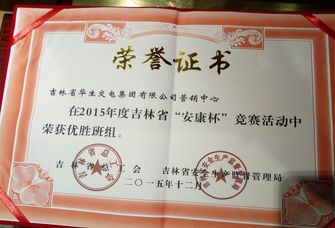 荣誉证书
吉林省华生交电集团有限公司营销中心
在2015年度吉林省“安康杯”竞赛活动中
荣获优胜班组。
吉林省总工会 吉林省安全生产监督管理局
二〇一五年十二月